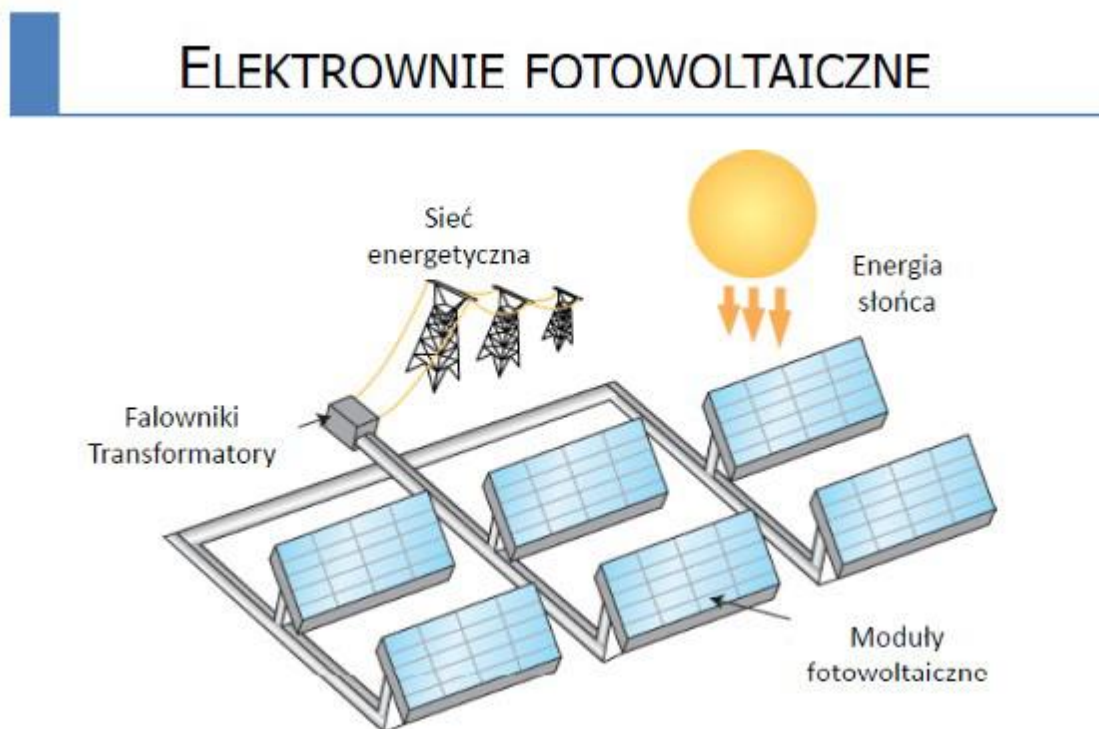 ELEKTROWNIE FOTOWOLTAICZNE
Sieć
energetyczna
Energia
słońca
Falowniki
Transformatory
Moduły
fotowoltaiczne